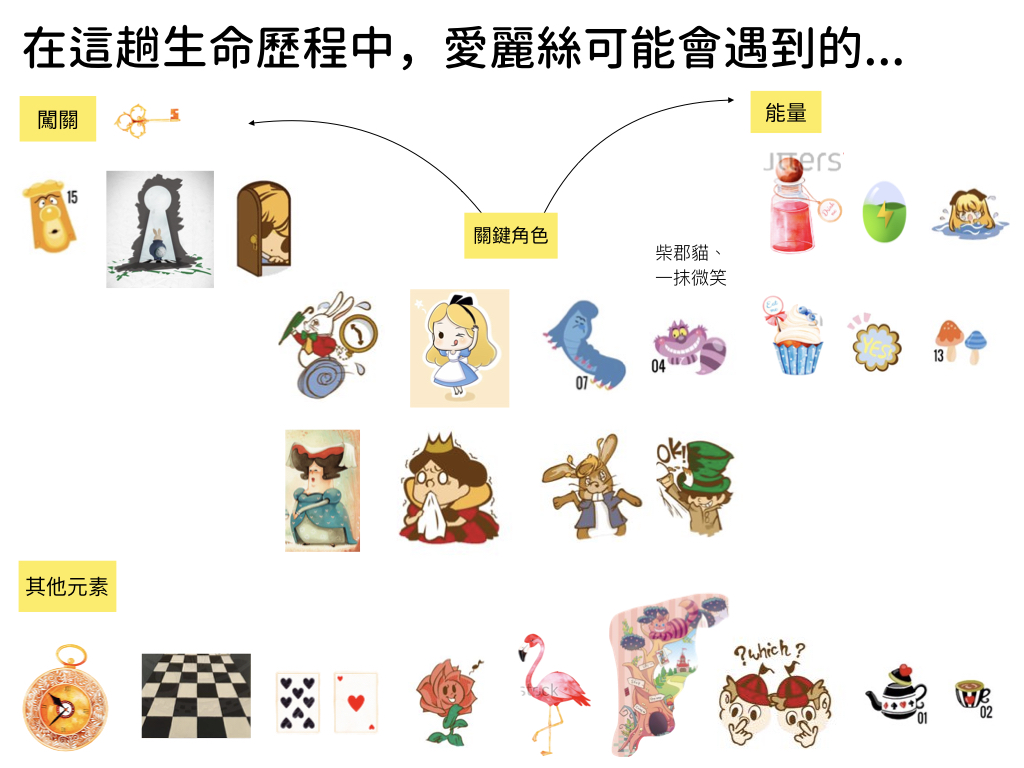 在這趟生命歷程中，愛麗絲可能會遇到的...
闖關
能量
15
關鍵角色
柴郡貓、
一抹微笑
07
04
YES!
13
OK!
其他元素
?which?
stock
01
02